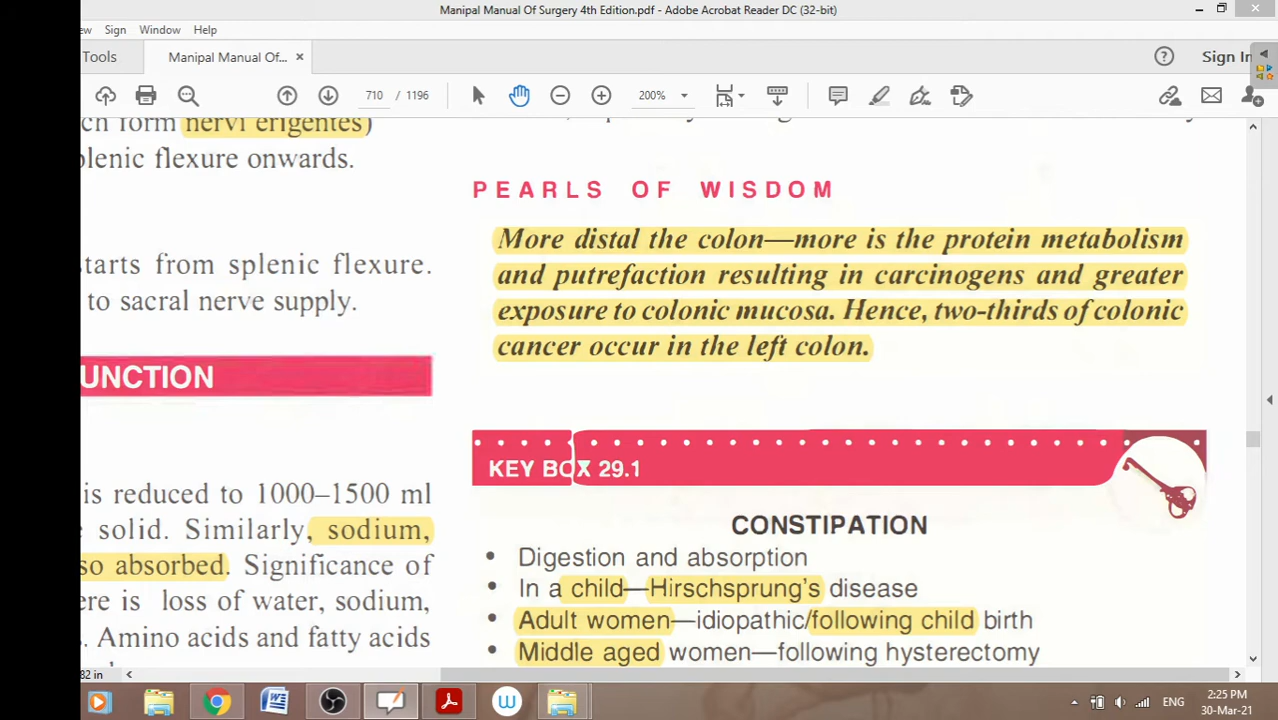 Manipal Manual Of Surgery 4th Edition.pdf - Adobe Acrobat Reader DC (32-bit)
ew Sign Window Help
Tools Manipal Manual Of... × Sign In
710 / 1196 200%
ch form nervi erigentes)
plenic flexure onwards.
starts from splenic flexure.
to sacral nerve supply.
UNCTION
is reduced to 1000–1500 ml
solid. Similarly, sodium,
so absorbed. Significance of
ere is loss of water, sodium,
. Amino acids and fatty acids
PEARLS OF WISDOM
More distal the colon—more is the protein metabolism
and putrefaction resulting in carcinogens and greater
exposure to colonic mucosa. Hence, two-thirds of colonic
cancer occur in the left colon.
KEY BOX 29.1
CONSTIPATION
• Digestion and absorption
• In a child—Hirschsprung's disease
• Adult women—idiopathic/following child birth
• Middle aged women—following hysterectomy
82 in
ENG
2:25 PM
30-Mar-21